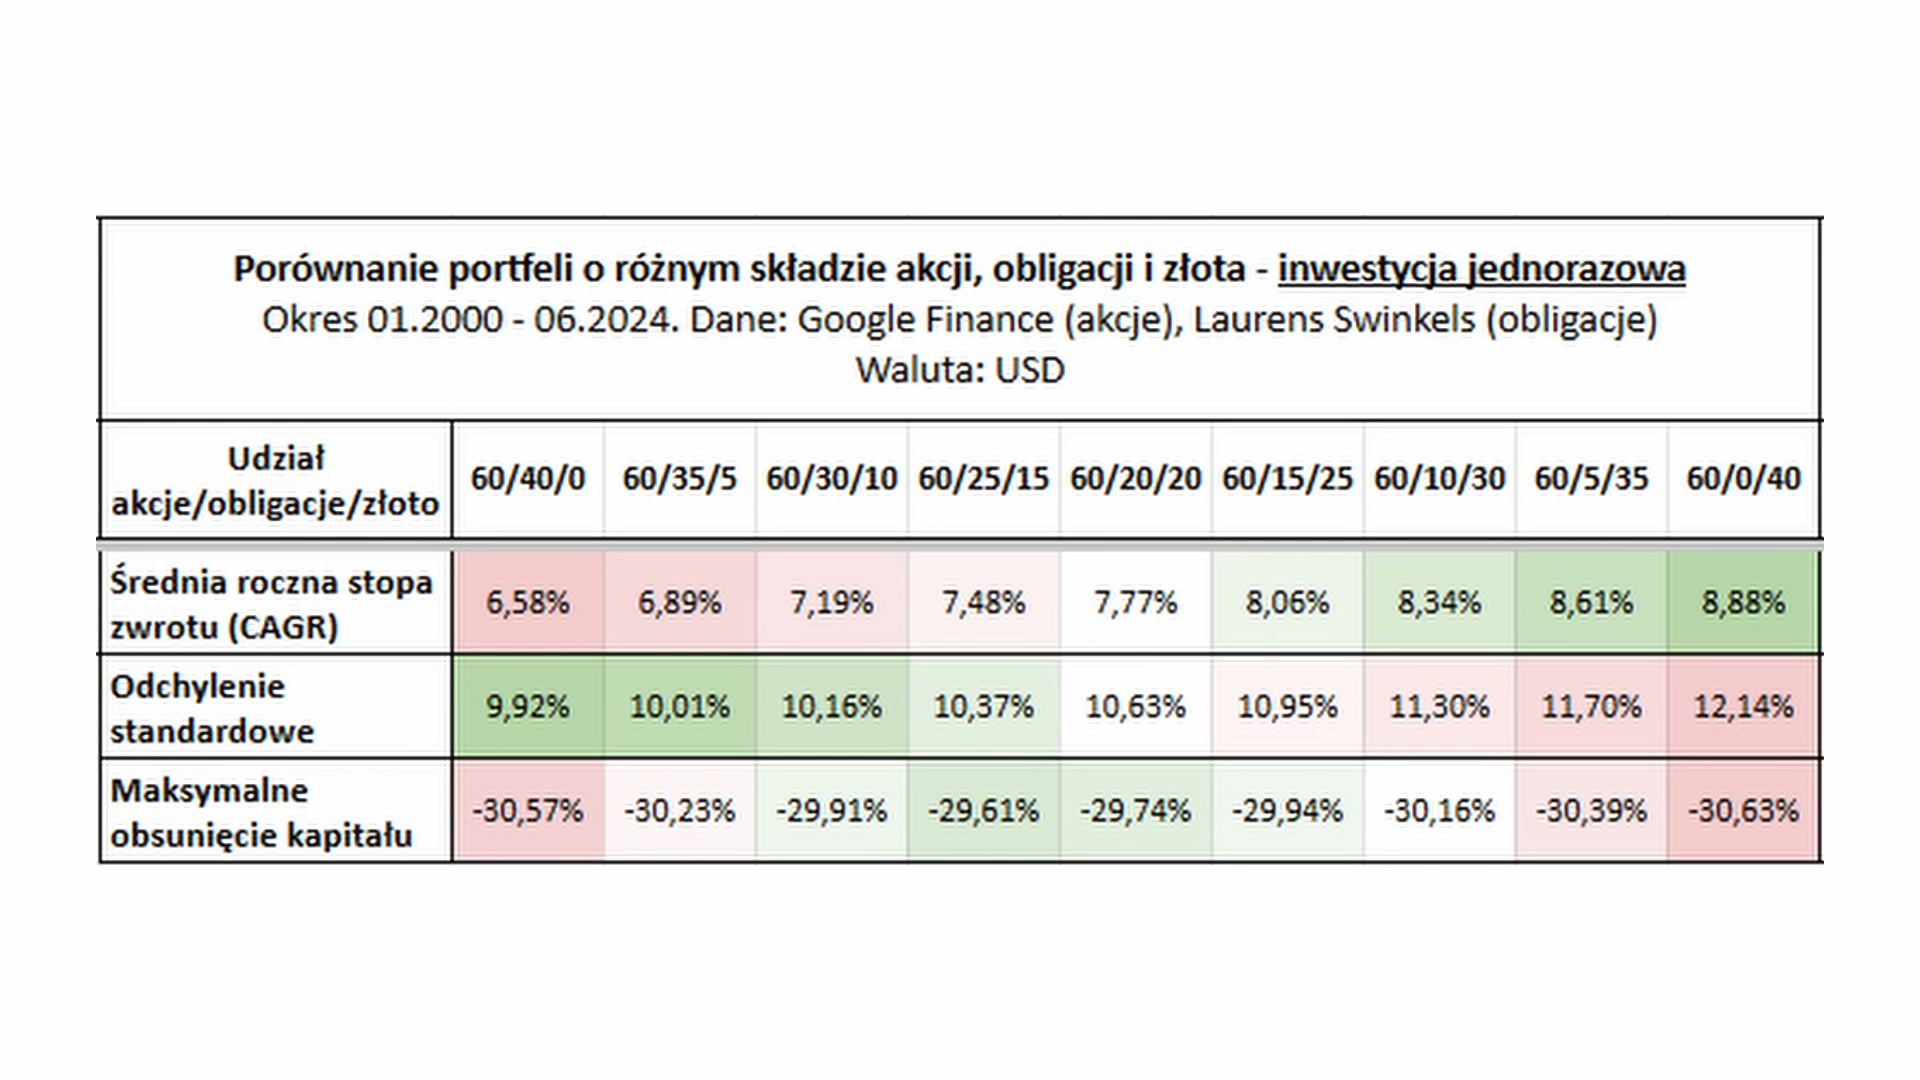 Porównanie portfeli o różnym składzie akcji, obligacji i złota - inwestycja jednorazowa
Okres 01.2000 - 06.2024. Dane: Google Finance (akcje), Laurens Swinkels (obligacje)
Waluta: USD
Udział
akcje/obligacje/złoto
60/40/0 60/35/5 60/30/10 60/25/15 60/20/20 60/15/25 60/10/30 60/5/35 60/0/40
Średnia roczna stopa
zwrotu (CAGR)
6,58% 6,89% 7,19% 7,48% 7,77% 8,06% 8,34% 8,61% 8,88%
Odchylenie
standardowe
9,92% 10,01% 10,16% 10,37% 10,63% 10,95% 11,30% 11,70% 12,14%
Maksymalne
obsunięcie kapitału
-30,57% -30,23% -29,91% -29,61% -29,74% -29,94% -30,16% -30,39% -30,63%